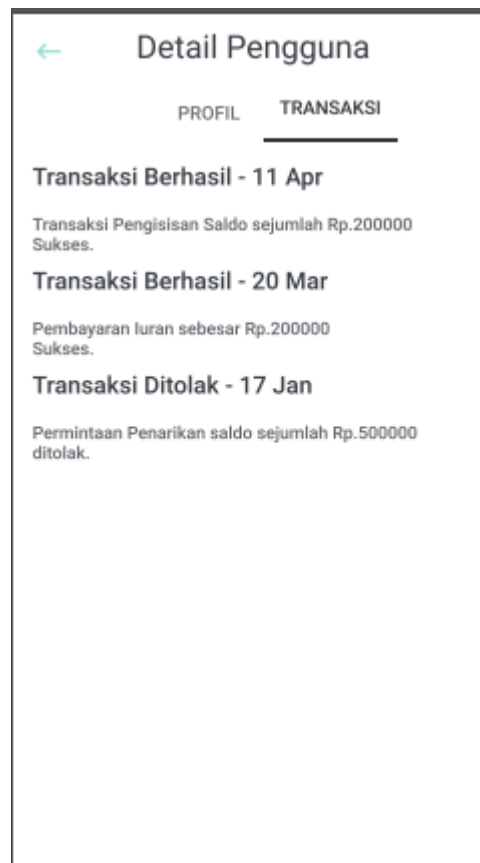 Detail Pengguna
PROFIL TRANSAKSI
Transaksi Berhasil - 11 Apr
Transaksi Pengisisan Saldo sejumlah Rp.200000
Sukses.
Transaksi Berhasil - 20 Mar
Pembayaran Iuran sebesar Rp.200000
Sukses.
Transaksi Ditolak - 17 Jan
Permintaan Penarikan saldo sejumlah Rp.500000
ditolak.